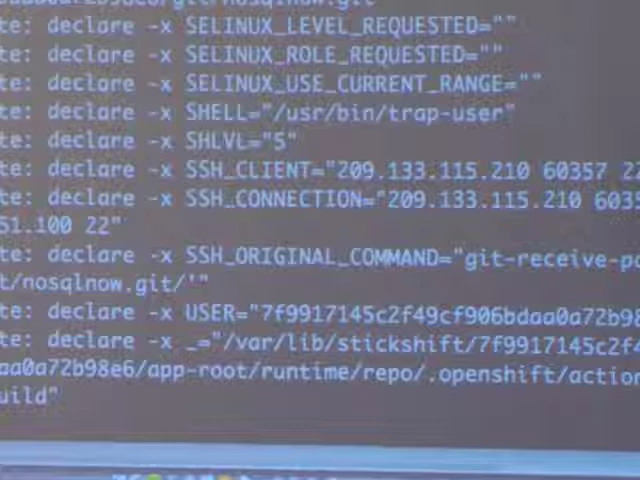 te: declare -x SELINUX_LEVEL_REQUESTED=""
te: declare -x SELINUX_ROLE_REQUESTED=""
te: declare -x SELINUX_USE_CURRENT_RANGE=""
te: declare -x SHELL="/usr/bin/trap-user"
te: declare -x SHLVL="5"
te: declare -x SSH_CLIENT="209.133.115.210 60357 22
te: declare -x SSH_CONNECTION="209.133.115.210 6035
51.100 22"
te: declare -x SSH_ORIGINAL_COMMAND="git-receive-pa
t/nosqlnow.git/'"
te: declare -x USER="7f9917145c2f49cf906bdaa0a72b98
te: declare -x _="/var/lib/stickshift/7f9917145c2f4
aa0a72b98e6/app-root/runtime/repo/.openshift/action
uild"